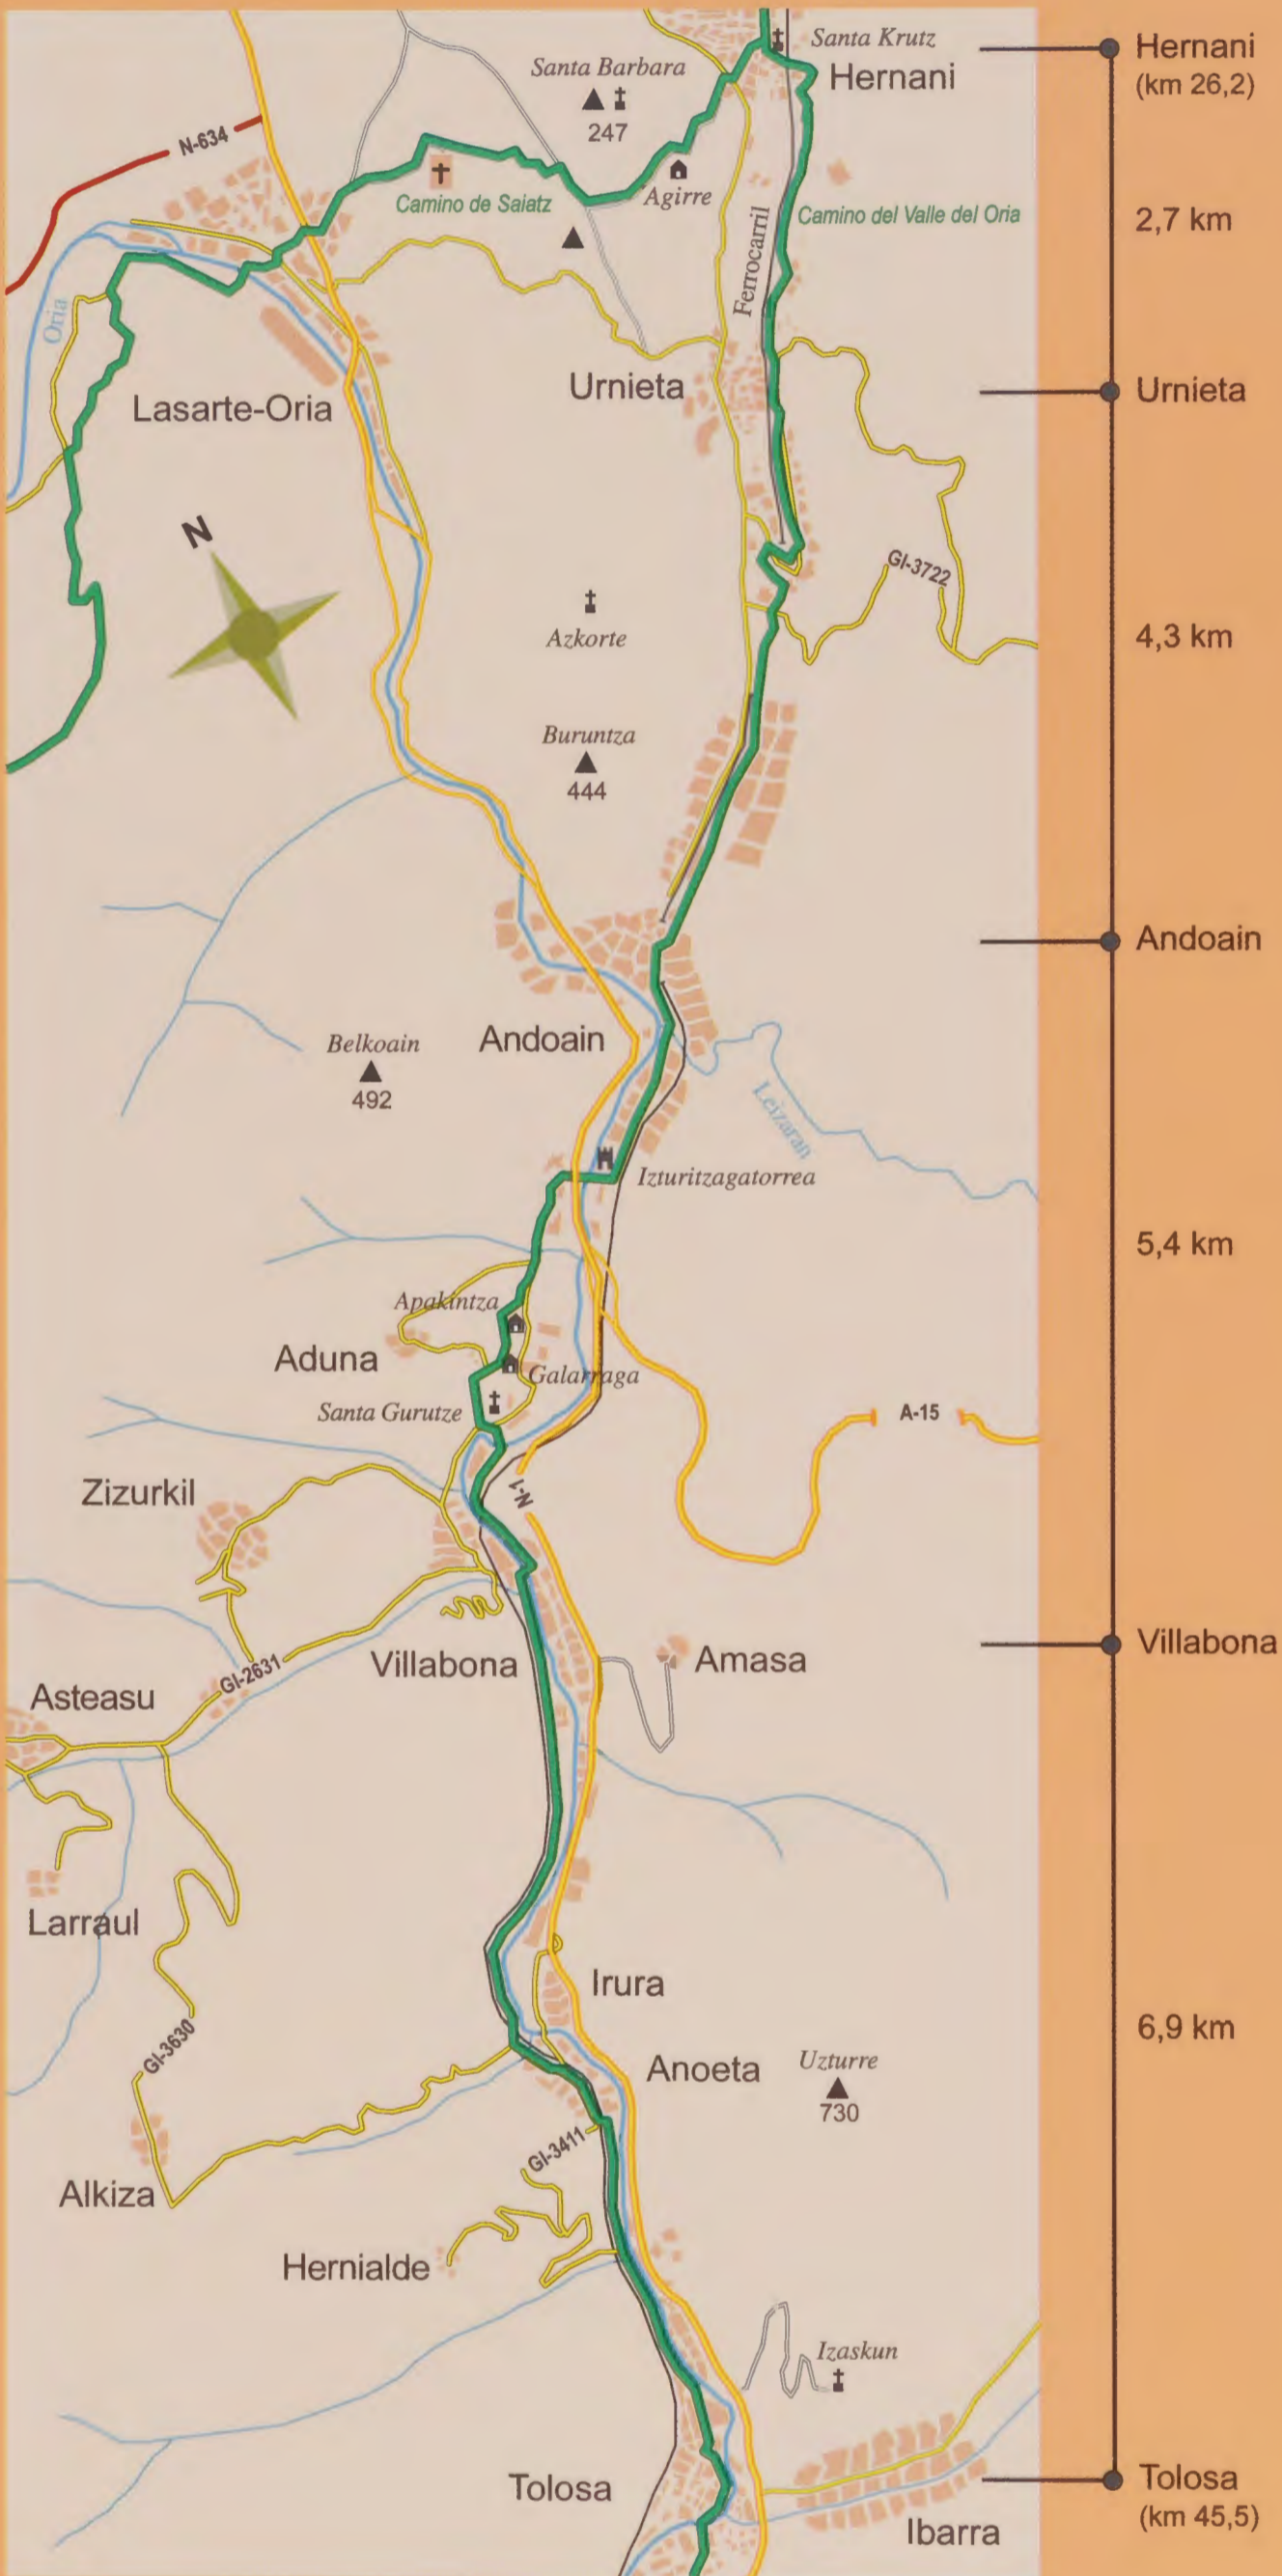 Santa Krutz
Hernani
Santa Barbara
247
N-634
Agirre
Camino de Saiatz
Camino del Valle del Oria
Ferrocarril
Oria
Lasarte-Oria
Urnieta
N
GI-3722
Azkorte
Buruntza
444
Andoain
Belkoain
492
Leizaran
Izturitzagatorrea
Apakintza
Aduna
Galarraga
Santa Gurutze
A-15
Zizurkil
N-1
Villabona
Amasa
GI-2631
Asteasu
Larraul
Irura
GI-3630
Anoeta
Uzturre
730
GI-3411
Alkiza
Hernialde
Izaskun
Tolosa
Ibarra
Hernani
(km 26,2)
2,7 km
Urnieta
4,3 km
Andoain
5,4 km
Villabona
6,9 km
Tolosa
(km 45,5)